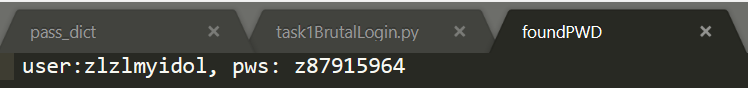 pass_dict
task1BrutalLogin.py
foundPWD
user:zlzlmyidol, pws: z87915964